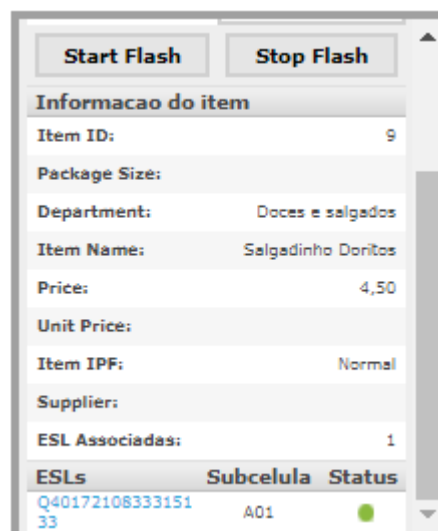 Start Flash Stop Flash
Informacao do item
Item ID: 9
Package Size:
Department: Doces e salgados
Item Name: Salgadinho Doritos
Price: 4,50
Unit Price:
Item IPF: Normal
Supplier:
ESL Associadas: 1
ESLs Subcelula Status
Q40172108333151
33 A01